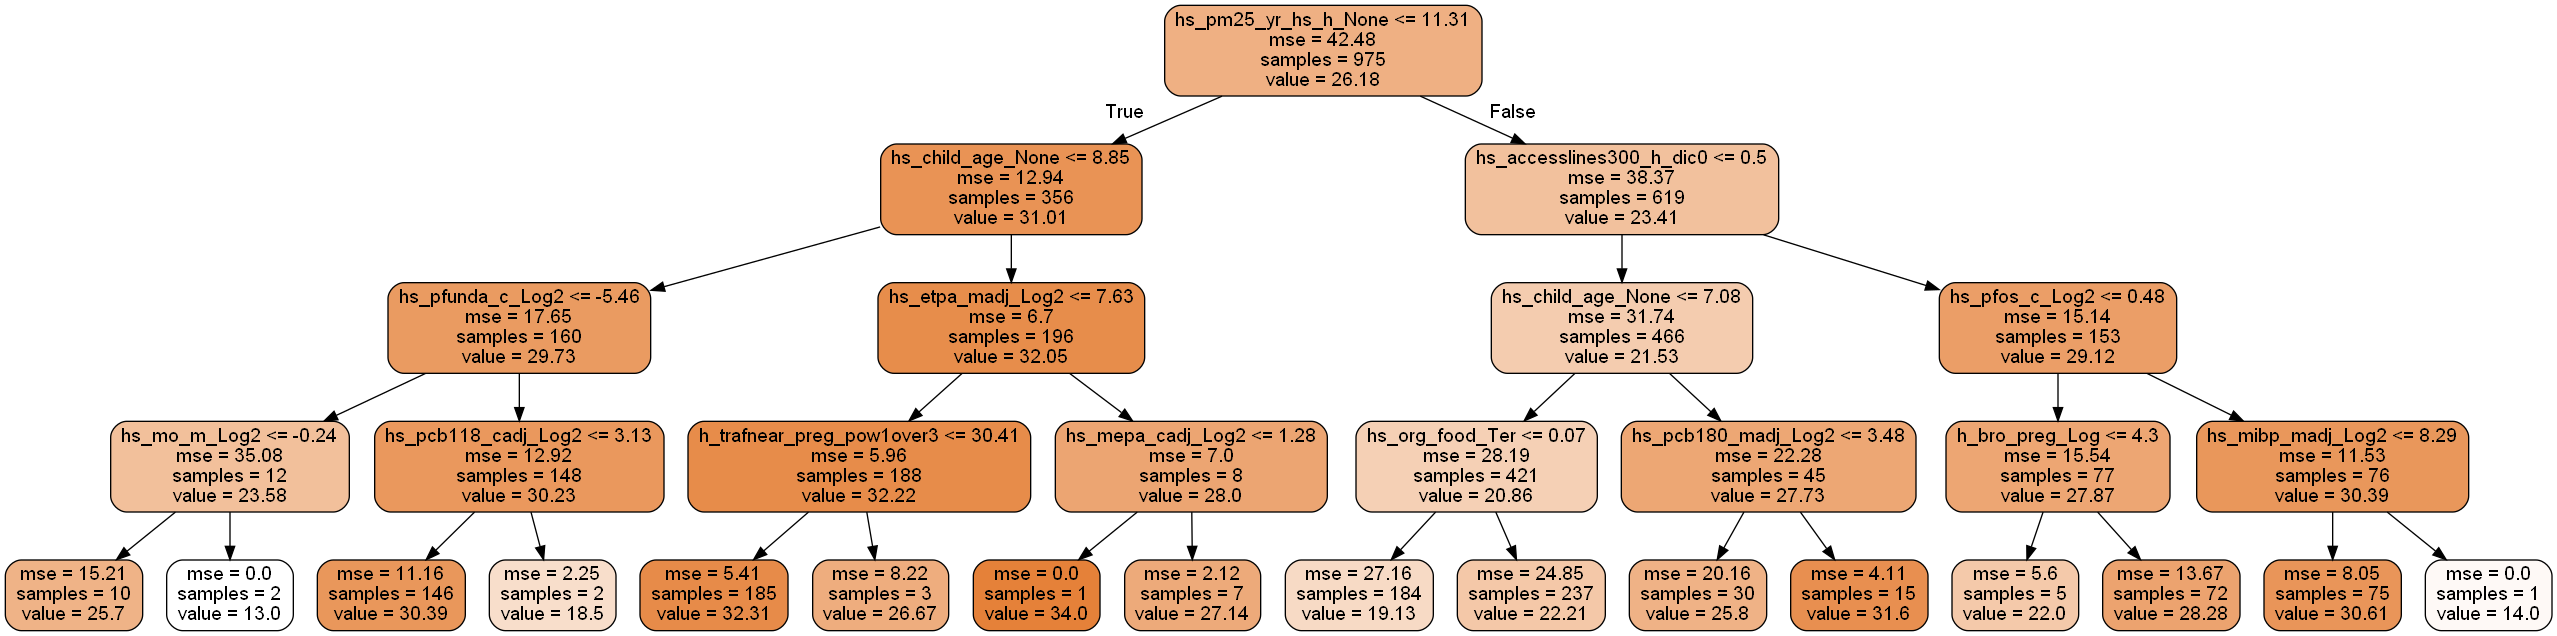 hs_pm25_yr_hs_h_None <= 11.31
mse = 42.48
samples = 975
value = 26.18
True
False
hs_child_age_None <= 8.85
mse = 12.94
samples = 356
value = 31.01
hs_accesslines300_h_dic0 <= 0.5
mse = 38.37
samples = 619
value = 23.41
hs_pfunda_c_Log2 <= -5.46
mse = 17.65
samples = 160
value = 29.73
hs_etpa_madj_Log2 <= 7.63
mse = 6.7
samples = 196
value = 32.05
hs_child_age_None <= 7.08
mse = 31.74
samples = 466
value = 21.53
hs_pfos_c_Log2 <= 0.48
mse = 15.14
samples = 153
value = 29.12
hs_mo_m_Log2 <= -0.24
mse = 35.08
samples = 12
value = 23.58
hs_pcb118_cadj_Log2 <= 3.13
mse = 12.92
samples = 148
value = 30.23
h_trafnear_preg_pow1over3 <= 30.41
mse = 5.96
samples = 188
value = 32.22
hs_mepa_cadj_Log2 <= 1.28
mse = 7.0
samples = 8
value = 28.0
hs_org_food_Ter <= 0.07
mse = 28.19
samples = 421
value = 20.86
hs_pcb180_madj_Log2 <= 3.48
mse = 22.28
samples = 45
value = 27.73
h_bro_preg_Log <= 4.3
mse = 15.54
samples = 77
value = 27.87
hs_mibp_madj_Log2 <= 8.29
mse = 11.53
samples = 76
value = 30.39
mse = 15.21
samples = 10
value = 25.7
mse = 0.0
samples = 2
value = 13.0
mse = 11.16
samples = 146
value = 30.39
mse = 2.25
samples = 2
value = 18.5
mse = 5.41
samples = 185
value = 32.31
mse = 8.22
samples = 3
value = 26.67
mse = 0.0
samples = 1
value = 34.0
mse = 2.12
samples = 7
value = 27.14
mse = 27.16
samples = 184
value = 19.13
mse = 24.85
samples = 237
value = 22.21
mse = 20.16
samples = 30
value = 25.8
mse = 4.11
samples = 15
value = 31.6
mse = 5.6
samples = 5
value = 22.0
mse = 13.67
samples = 72
value = 28.28
mse = 8.05
samples = 75
value = 30.61
mse = 0.0
samples = 1
value = 14.0